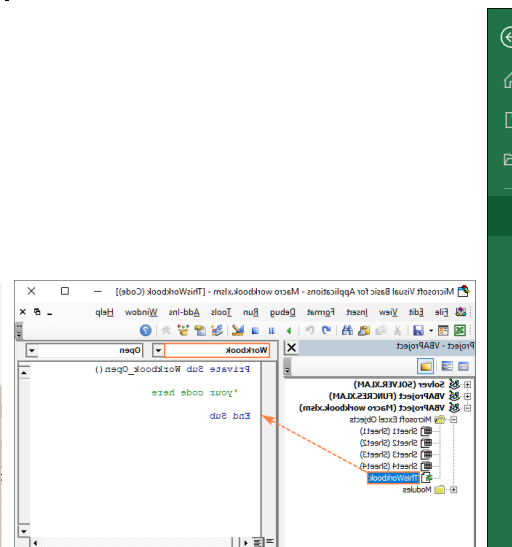 Microsoft Visual Basic for Applications - Macro workbook.xlsm - [ThisWorkbook (Code)]
File Edit View Insert Format Debug Run Tools Add-Ins Window Help
Project - VBAProject
Solver (SOLVER.XLAM)
VBAProject (FUNCRES.XLAM)
VBAProject (Macro workbook.xlsm)
Microsoft Excel Objects
Sheet1 (Sheet1)
Sheet2 (Sheet2)
Sheet3 (Sheet3)
Sheet4 (Sheet4)
ThisWorkbook
Modules
Workbook
Open
Private Sub Workbook_Open()
'your code here
End Sub